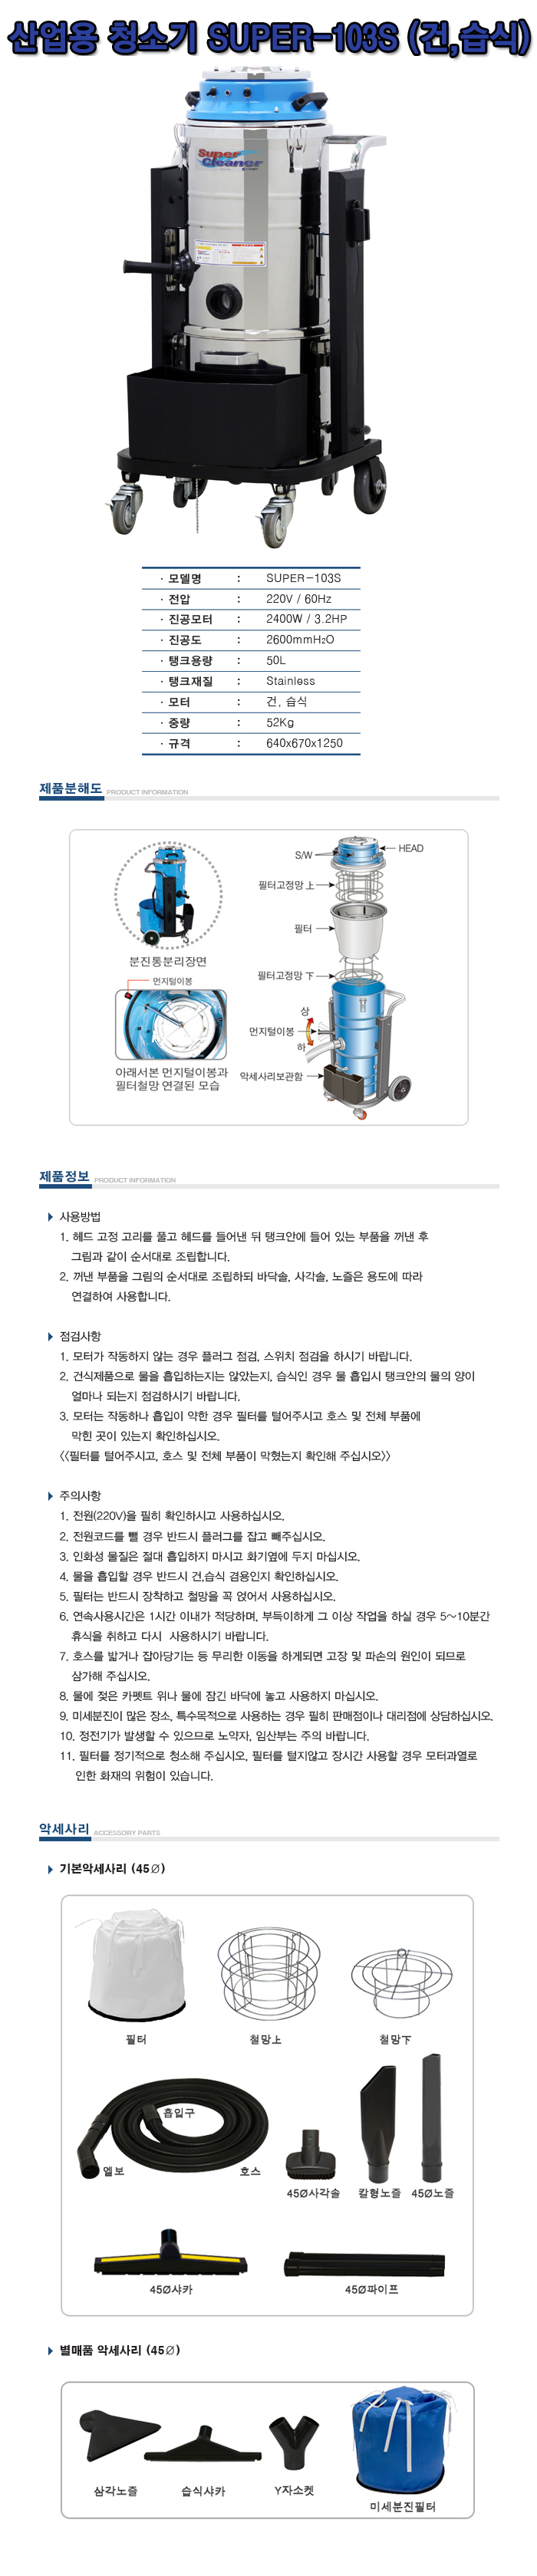 산업용 청소기 SUPER-103S (건,습식)
Super Cleaner
· 모델명 : SUPER-103S
· 전압 : 220V / 60Hz
· 진공모터 : 2400W / 3.2HP
· 진공도 : 2600mmH₂O
· 탱크용량 : 50L
· 탱크재질 : Stainless
· 모터 : 건, 습식
· 중량 : 52Kg
· 규격 : 640x670x1250
제품분해도 PRODUCT INFORMATION
S/W
HEAD
필터고정망 上
필터
분진통분리장면
필터고정망 下
먼지털이봉
상
먼지털이봉
하
아래서본 먼지털이봉과
필터철망 연결된 모습
악세사리보관함
제품정보 PRODUCT INFORMATION
사용방법
1. 헤드 고정 고리를 풀고 헤드를 들어낸 뒤 탱크안에 들어 있는 부품을 꺼낸 후
그림과 같이 순서대로 조립합니다.
2. 꺼낸 부품을 그림의 순서대로 조립하되 바닥솔, 사각솔, 노즐은 용도에 따라
연결하여 사용합니다.
점검사항
1. 모터가 작동하지 않는 경우 플러그 점검, 스위치 점검을 하시기 바랍니다.
2. 건식제품으로 물을 흡입하지는지 않았는지, 습식인 경우 물 흡입시 탱크안의 물의 양이
얼마나 되는지 점검하시기 바랍니다.
3. 모터는 작동하나 흡입이 약한 경우 필터를 털어주시고 호스 및 전체 부품에
막힌 곳이 있는지 확인하십시오.
<<필터를 털어주시고, 호스 및 전체 부품이 막혔는지 확인해 주십시오>>
주의사항
1. 전원(220V)을 필히 확인하시고 사용하십시오.
2. 전원코드를 뺄 경우 반드시 플러그를 잡고 빼주십시오.
3. 인화성 물질은 절대 흡입하지 마시고 화기옆에 두지 마십시오.
4. 물을 흡입할 경우 반드시 건,습식 겸용인지 확인하십시오.
5. 필터는 반드시 장착하고 철망을 꼭 얹어서 사용하십시오.
6. 연속사용시간은 1시간 이내가 적당하며, 부득이하게 그 이상 작업을 하실 경우 5~10분간
휴식을 취하고 다시 사용하시기 바랍니다.
7. 호스를 밟거나 잡아당기는 등 무리한 이동을 하게되면 고장 및 파손의 원인이 되므로
삼가해 주십시오.
8. 물에 젖은 카펫트 위나 물에 잠긴 바닥에 놓고 사용하지 마십시오.
9. 미세분진이 많은 장소, 특수목적으로 사용하는 경우 필히 판매점이나 대리점에 상담하십시오.
10. 정전기가 발생할 수 있으므로 노약자, 임산부는 주의 바랍니다.
11. 필터를 정기적으로 청소해 주십시오, 필터를 털지않고 장시간 사용할 경우 모터과열로
인한 화재의 위험이 있습니다.
악세사리 ACCESSORY PARTS
기본악세사리 (45∅)
필터
철망上
철망下
흡입구
엘보
호스
45Ø사각솔
칼형노즐
45Ø노즐
45Ø샤카
45Ø파이프
별매품 악세사리 (45∅)
삼각노즐
습식샤카
Y자소켓
미세분진필터